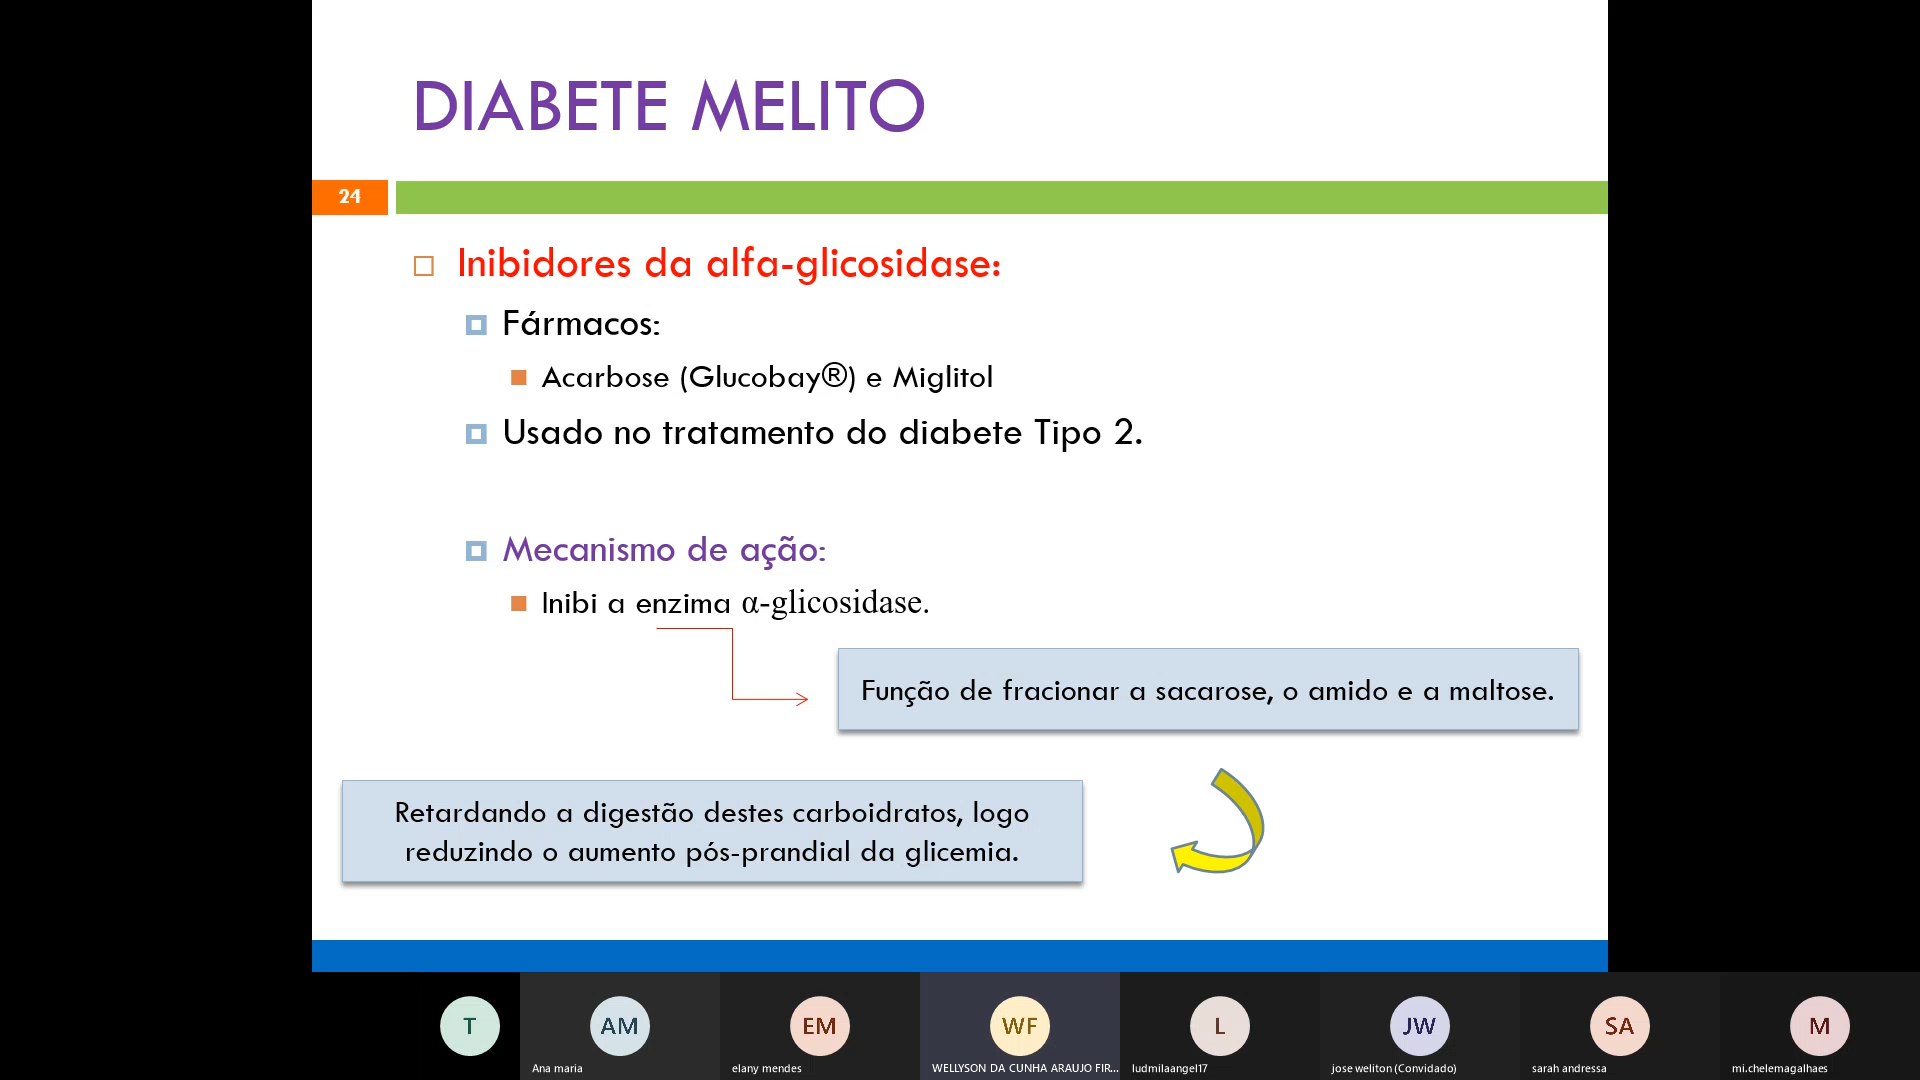 DIABETE MELITO
24
Inibidores da alfa-glicosidase:
Fármacos:
Acarbose (Glucobay®) e Miglitol
Usado no tratamento do diabete Tipo 2.
Mecanismo de ação:
Inibi a enzima α-glicosidase.
Função de fracionar a sacarose, o amido e a maltose.
Retardando a digestão destes carboidratos, logo
reduzindo o aumento pós-prandial da glicemia.
T
AM
EM
WF
L
JW
SA
M
Ana maria
elany mendes
WELLYSON DA CUNHA ARAUJO FIR...
ludmilaangel17
jose weliton (Convidado)
sarah andressa
mi.chelemagalhaes